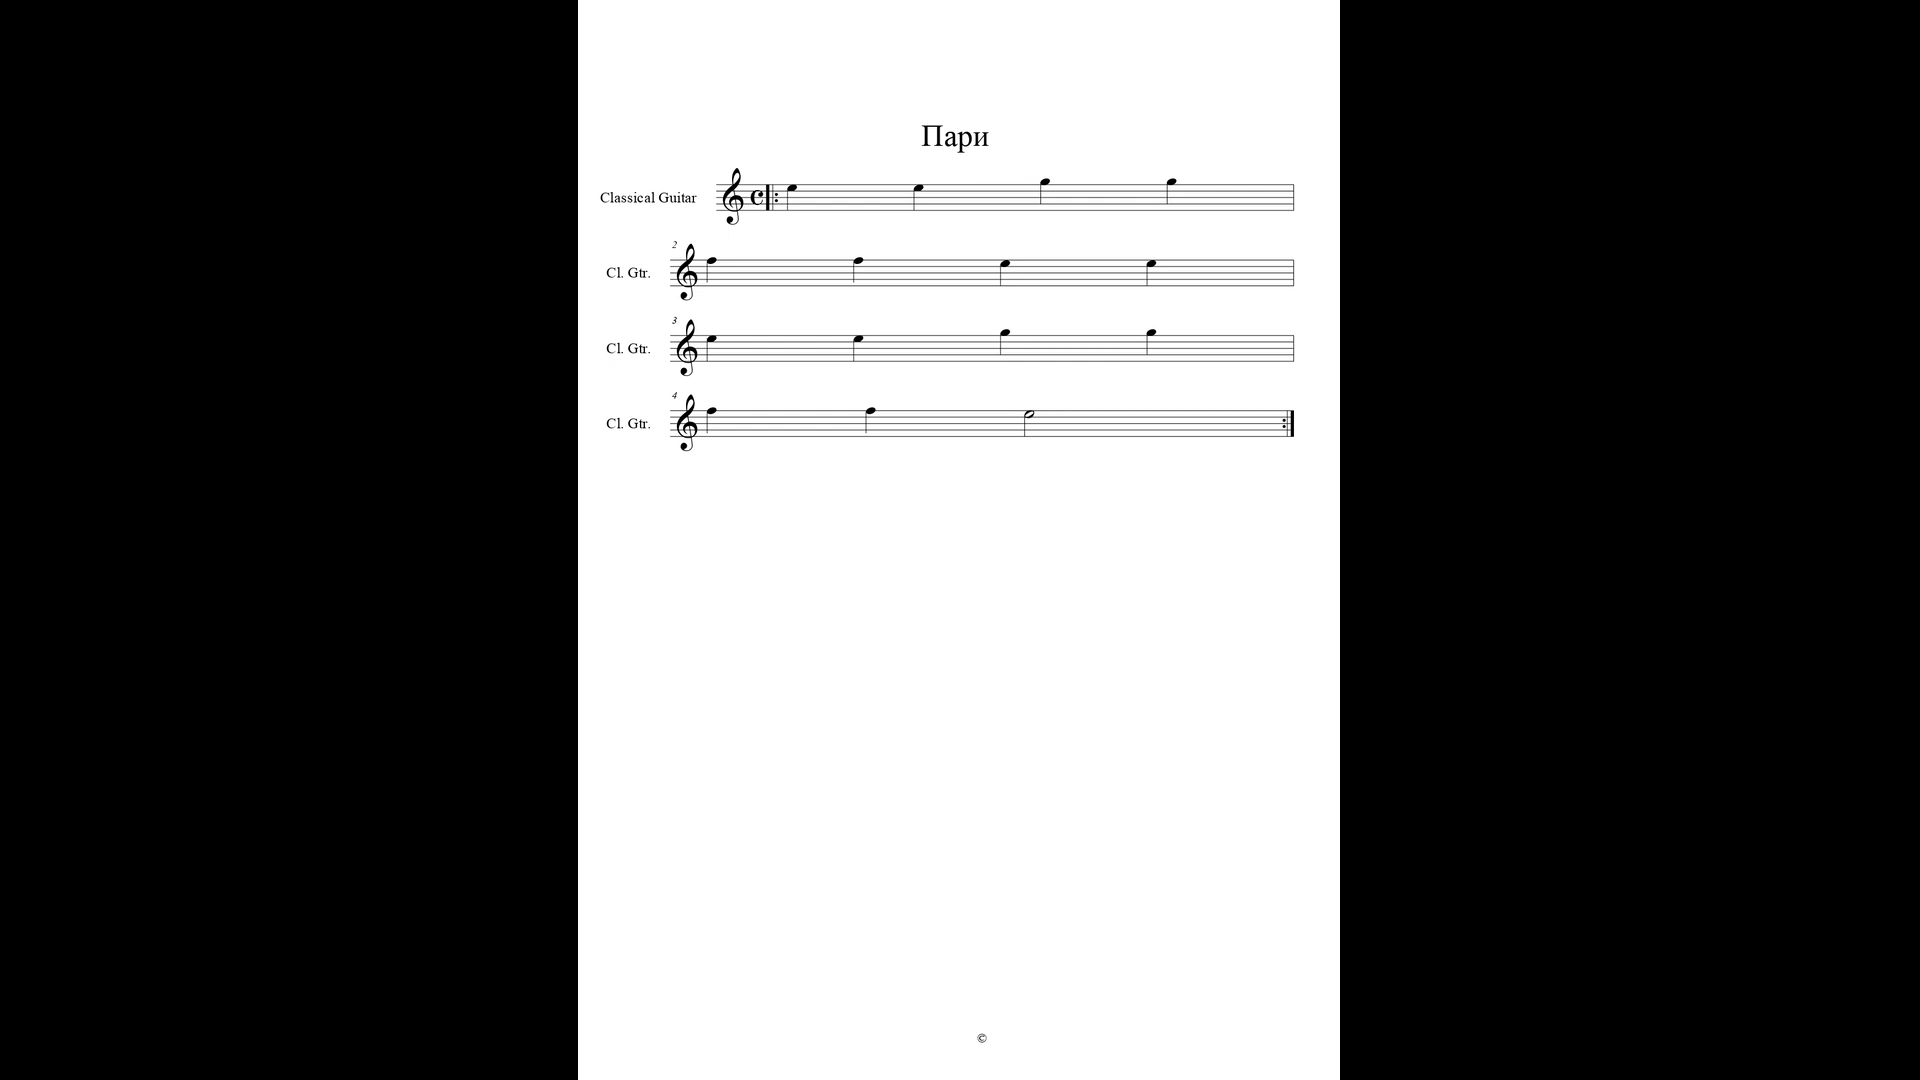 Пари
Classical Guitar
2
Cl. Gtr.
3
Cl. Gtr.
4
Cl. Gtr.
©